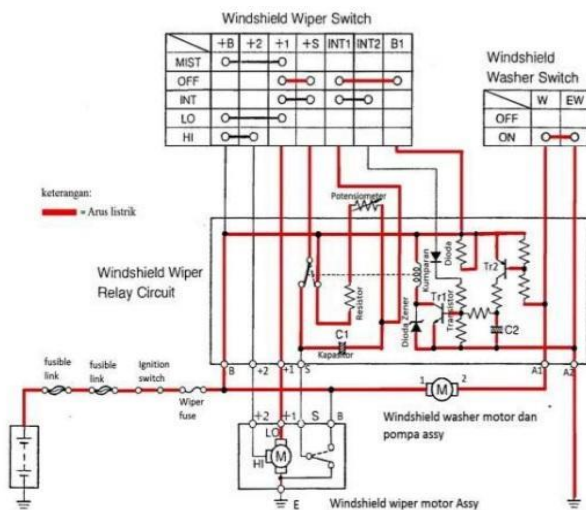 Windshield Wiper Switch
+B +2 +1 +S INT1 INT2 B1
MIST
OFF
INT
LO
HI
Windshield
Washer Switch
W EW
OFF
ON
keterangan:
= Arus listrik
Potensiometer
Windshield Wiper
Relay Circuit
Resistor
Kumparan
Dioda
Tr2
Tr1
Transistor
Dioda Zener
C1
Kapasitor
C2
B +2 +1 S A1 A2
fusible
link
fusible
link
Ignition
switch
Wiper
fuse
1 M 2
Windshield washer motor dan
pompa assy
+2 +1 S B
LO
HI M
E
Windshield wiper motor Assy